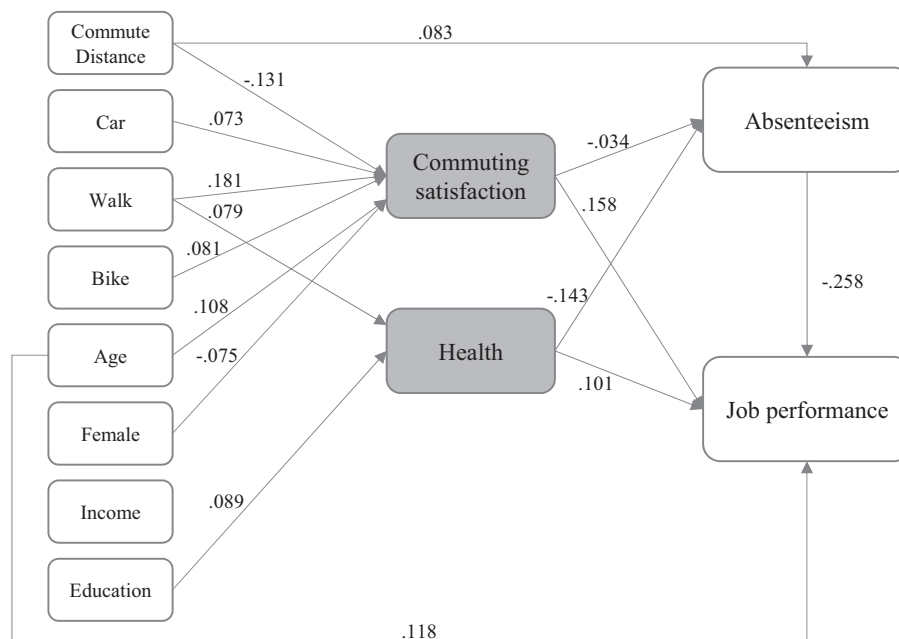 Commute
Distance
.083
-.131
Car
.073
Absenteeism
Commuting
satisfaction
-.034
Walk
.181
.079
.158
Bike
.081
-.143
-.258
.108
Age
-.075
Health
.101
Job performance
Female
.089
Income
Education
.118